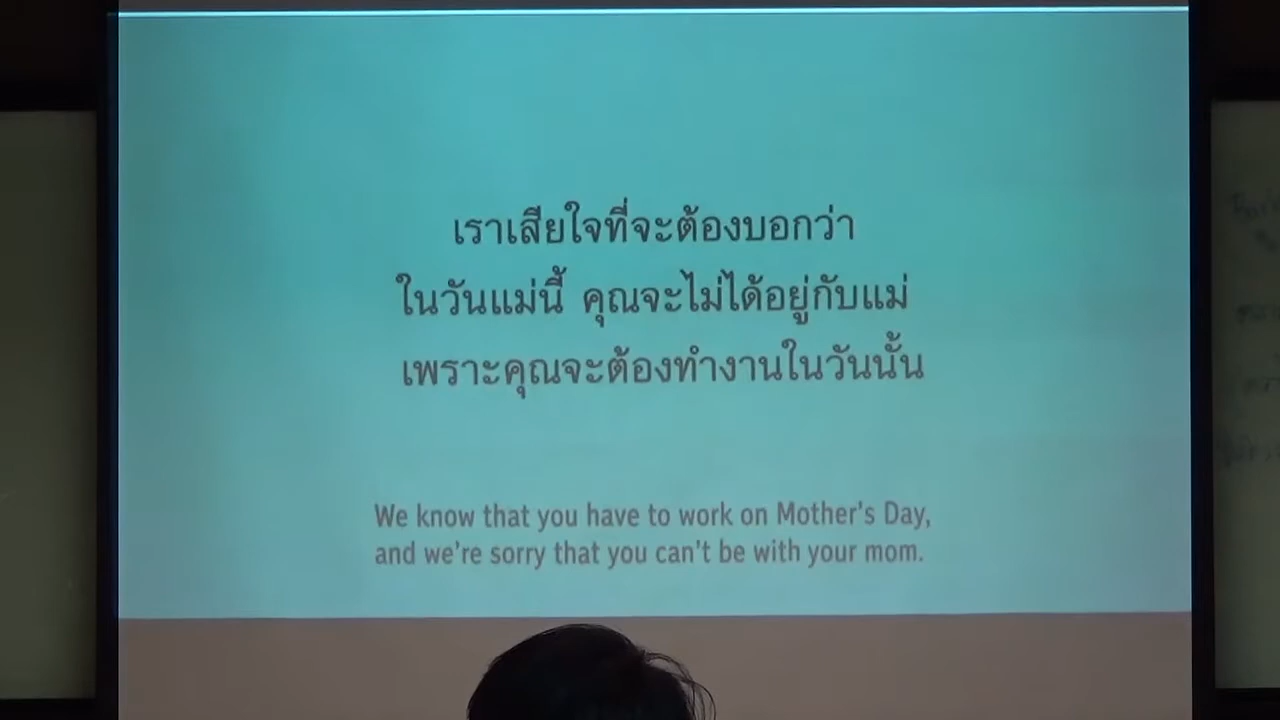 เราเสียใจที่จะต้องบอกว่า
ในวันแม่นี้ คุณจะไม่ได้อยู่กับแม่
เพราะคุณจะต้องทำงานในวันนั้น
We know that you have to work on Mother's Day,
and we're sorry that you can't be with your mom.